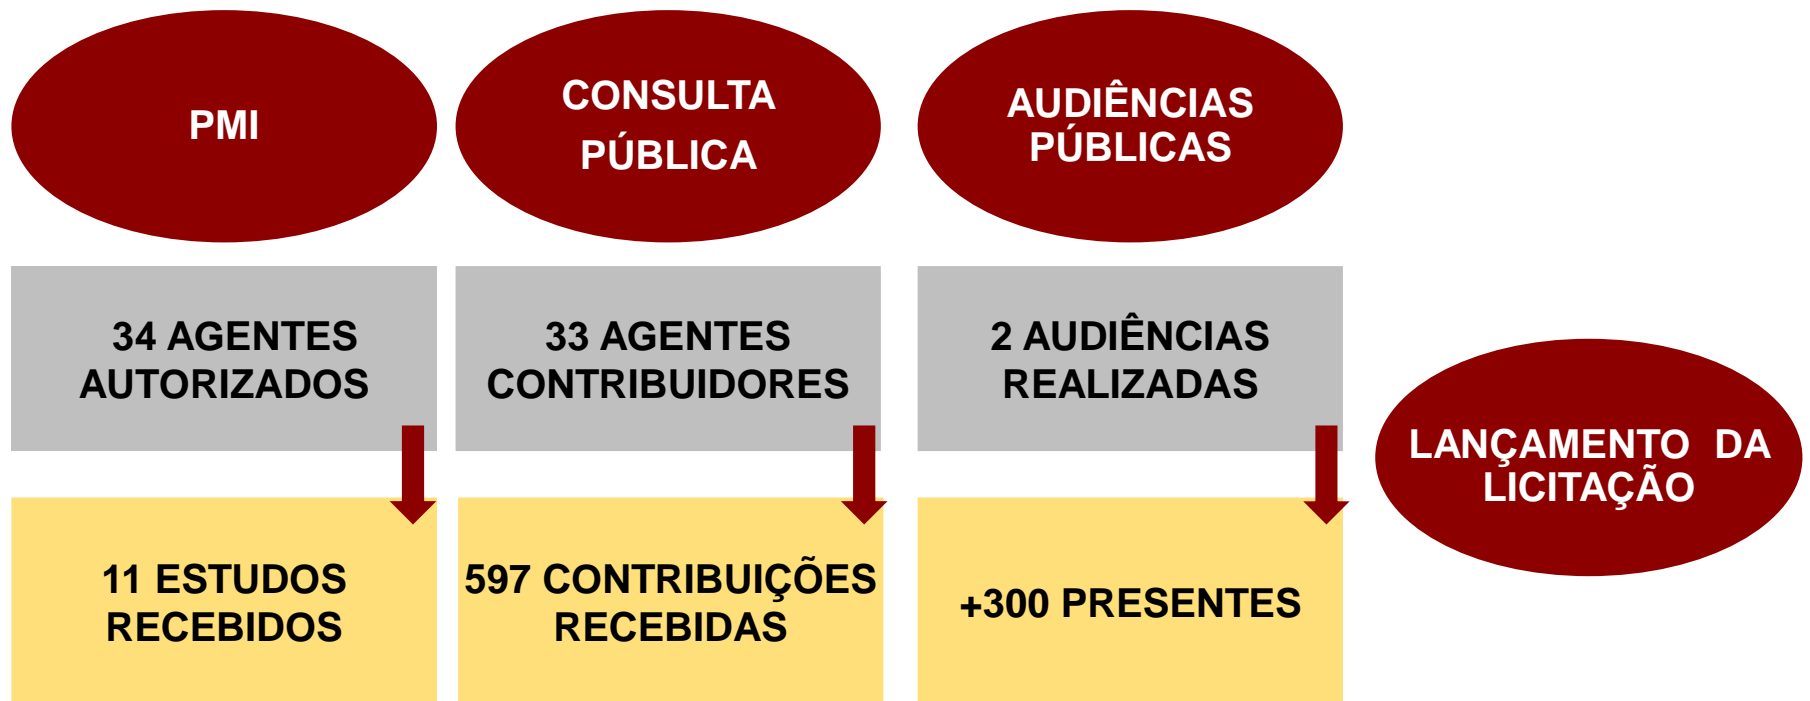 PMI
CONSULTA
PÚBLICA
AUDIÊNCIAS
PÚBLICAS
34 AGENTES
AUTORIZADOS
33 AGENTES
CONTRIBUIDORES
2 AUDIÊNCIAS
REALIZADAS
11 ESTUDOS
RECEBIDOS
597 CONTRIBUIÇÕES
RECEBIDAS
+300 PRESENTES
LANÇAMENTO DA
LICITAÇÃO